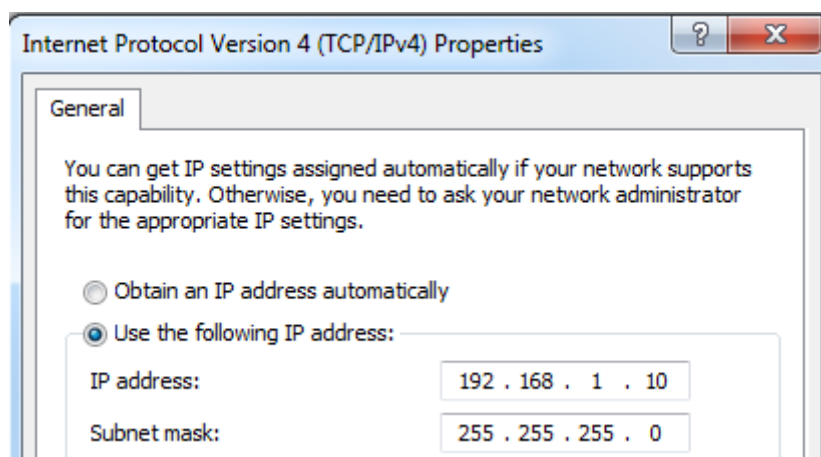 Internet Protocol Version 4 (TCP/IPv4) Properties
General
You can get IP settings assigned automatically if your network supports
this capability. Otherwise, you need to ask your network administrator
for the appropriate IP settings.
Obtain an IP address automatically
Use the following IP address:
IP address: 192 . 168 . 1 . 10
Subnet mask: 255 . 255 . 255 . 0